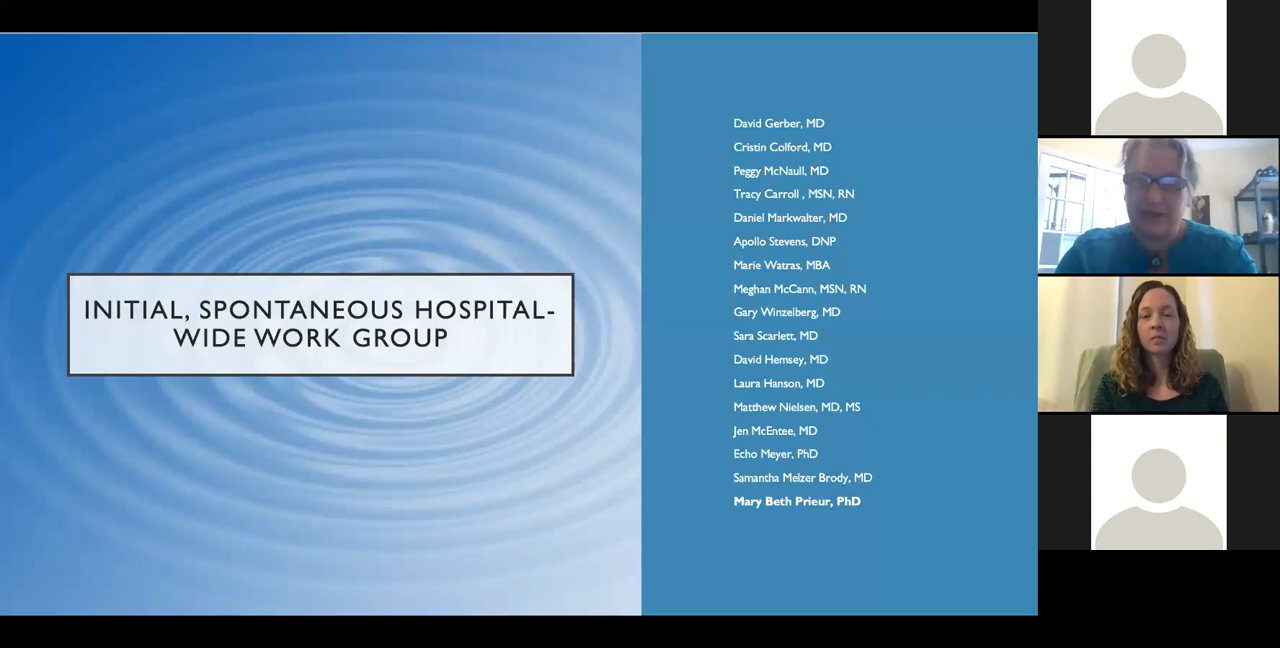 INITIAL, SPONTANEOUS HOSPITAL-
WIDE WORK GROUP
David Gerber, MD
Cristin Colford, MD
Peggy McNaull, MD
Tracy Carroll , MSN, RN
Daniel Markwalter, MD
Apollo Stevens, DNP
Marie Watras, MBA
Meghan McCann, MSN, RN
Gary Winzelberg, MD
Sara Scarlett, MD
David Hemsey, MD
Laura Hanson, MD
Matthew Nielsen, MD, MS
Jen McEntee, MD
Echo Meyer, PhD
Samantha Melzer Brody, MD
Mary Beth Prieur, PhD